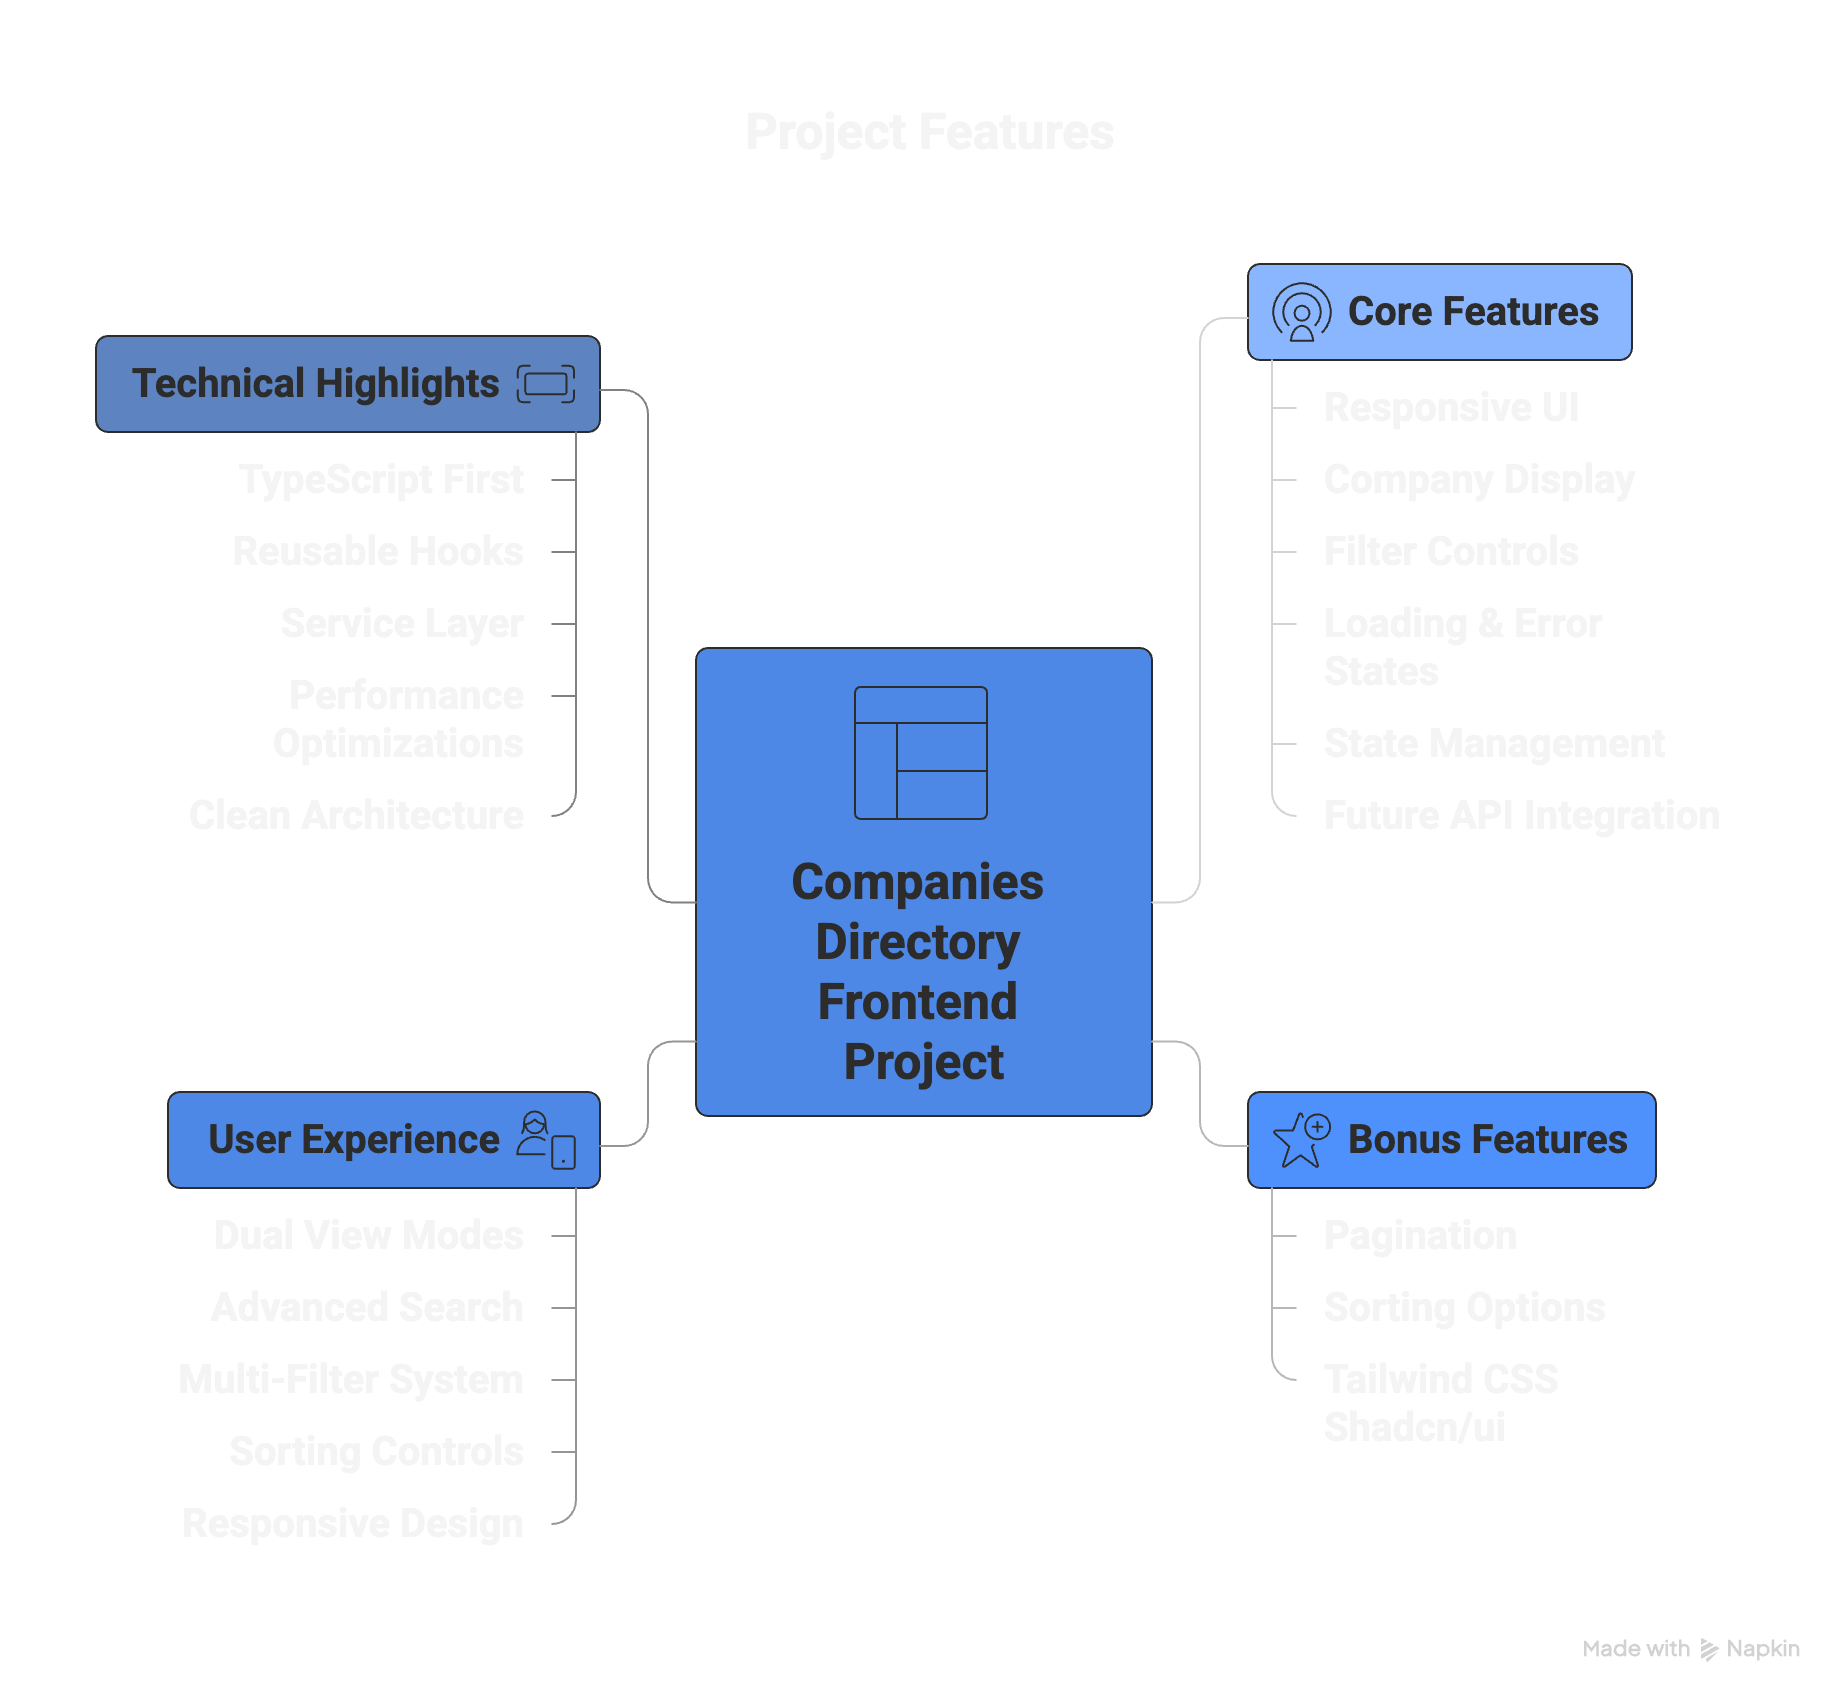 Project Features
Technical Highlights
TypeScript First
Reusable Hooks
Service Layer
Performance
Optimizations
Clean Architecture
Core Features
Responsive UI
Company Display
Filter Controls
Loading & Error
States
State Management
Future API Integration
Companies
Directory
Frontend
Project
User Experience
Dual View Modes
Advanced Search
Multi-Filter System
Sorting Controls
Responsive Design
Bonus Features
Pagination
Sorting Options
Tailwind CSS
Shadcn/ui
Made with Napkin